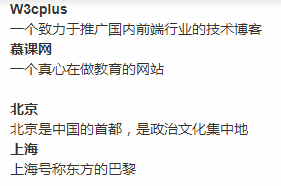 W3cplus
一个致力于推广国内前端行业的技术博客
慕课网
一个真心在做教育的网站
北京
北京是中国的首都，是政治文化集中地
上海
上海号称东方的巴黎